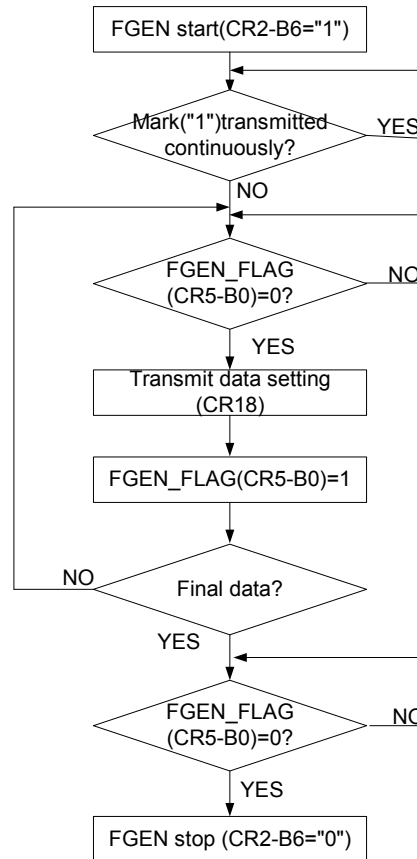 FGEN start(CR2-B6="1")
Mark("1")transmitted
continuously?
YES
NO
FGEN_FLAG
(CR5-B0)=0?
NO
YES
Transmit data setting
(CR18)
FGEN_FLAG(CR5-B0)=1
NO
Final data?
YES
FGEN_FLAG
(CR5-B0)=0?
NO
YES
FGEN stop (CR2-B6="0")